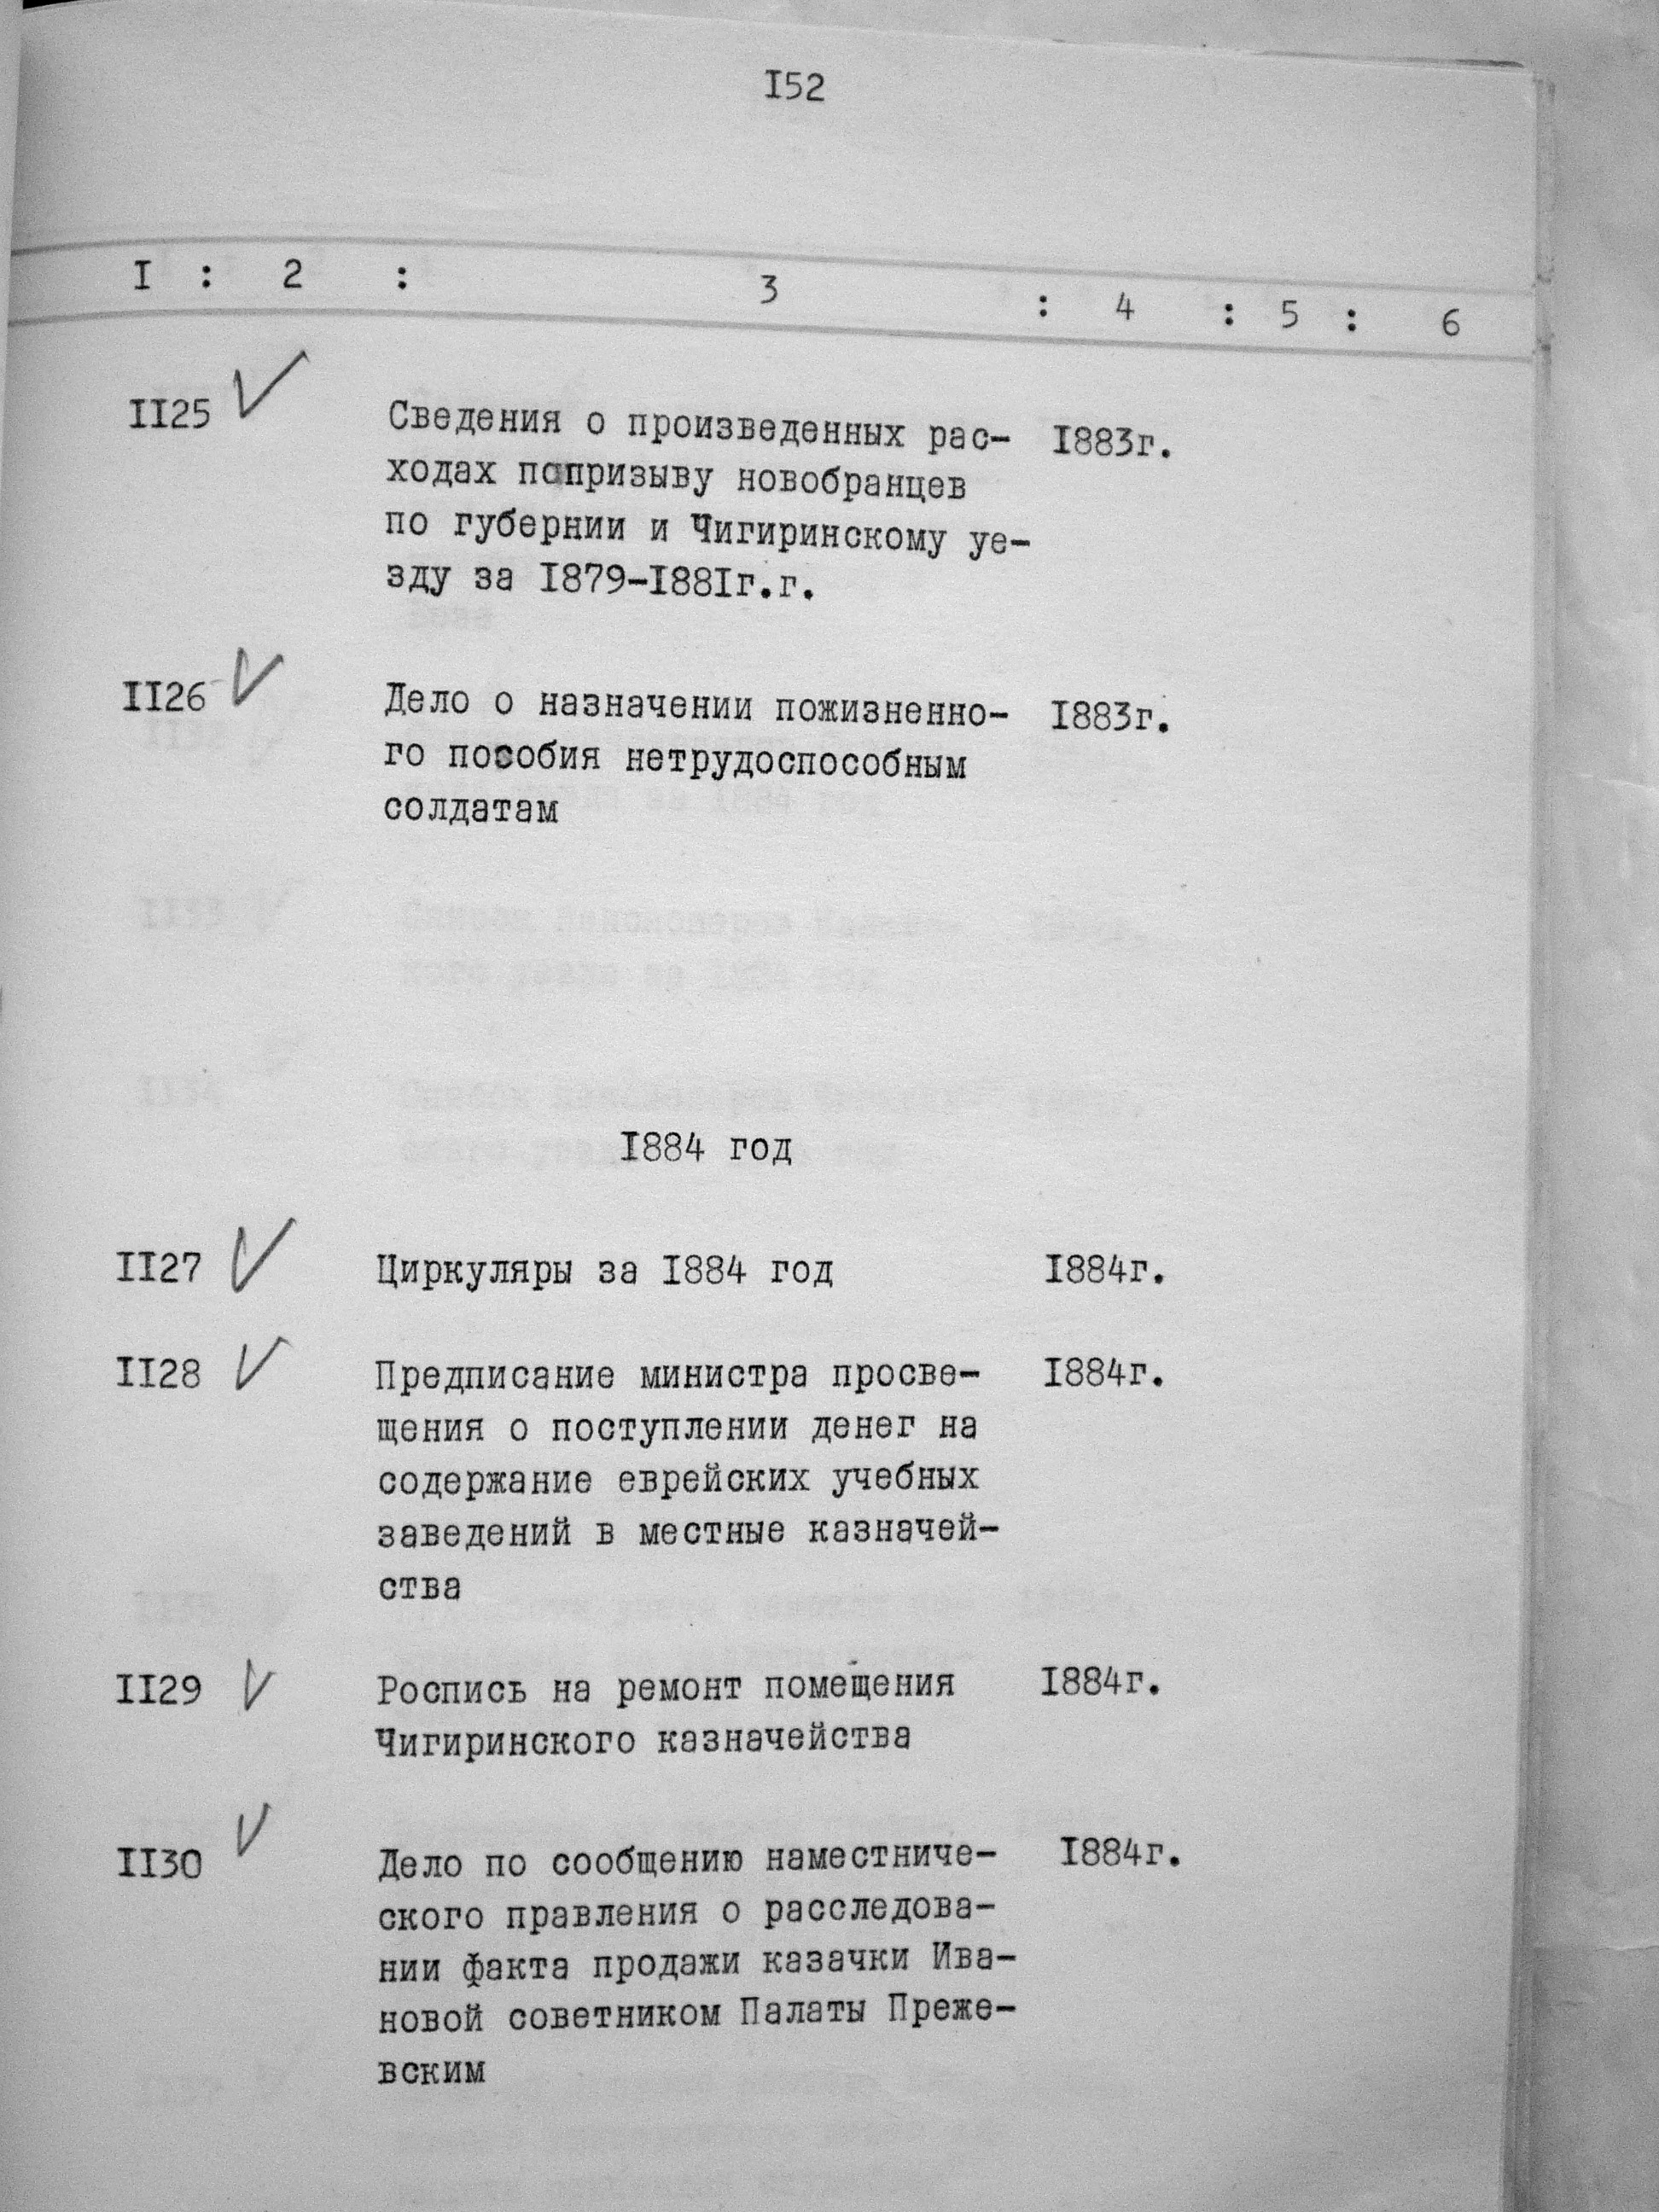 I52
I : 2 : 3 : 4 : 5 : 6
II25 Сведения о произведенных рас- I883г.
ходах по призыву новобранцев
по губернии и Чигиринскому уе-
зду за I879-I88Iг.г.
II26 Дело о назначении пожизненно- I883г.
го пособия нетрудоспособным
солдатам
I884 год
II27 Циркуляры за I884 год I884г.
II28 Предписание министра просве- I884г.
щения о поступлении денег на
содержание еврейских учебных
заведений в местные казначей-
ства
II29 Роспись на ремонт помещения I884г.
Чигиринского казначейства
II30 Дело по сообщению наместниче- I884г.
ского правления о расследова-
нии факта продажи казачки Ива-
новой советником Палаты Преже-
вским